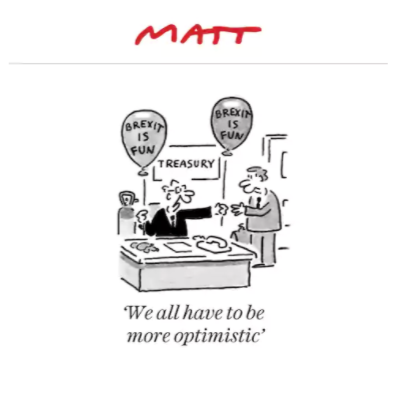 MATT
BREXIT
IS
FUN
BREXIT
IS
FUN
TREASURY
‘We all have to be
more optimistic’